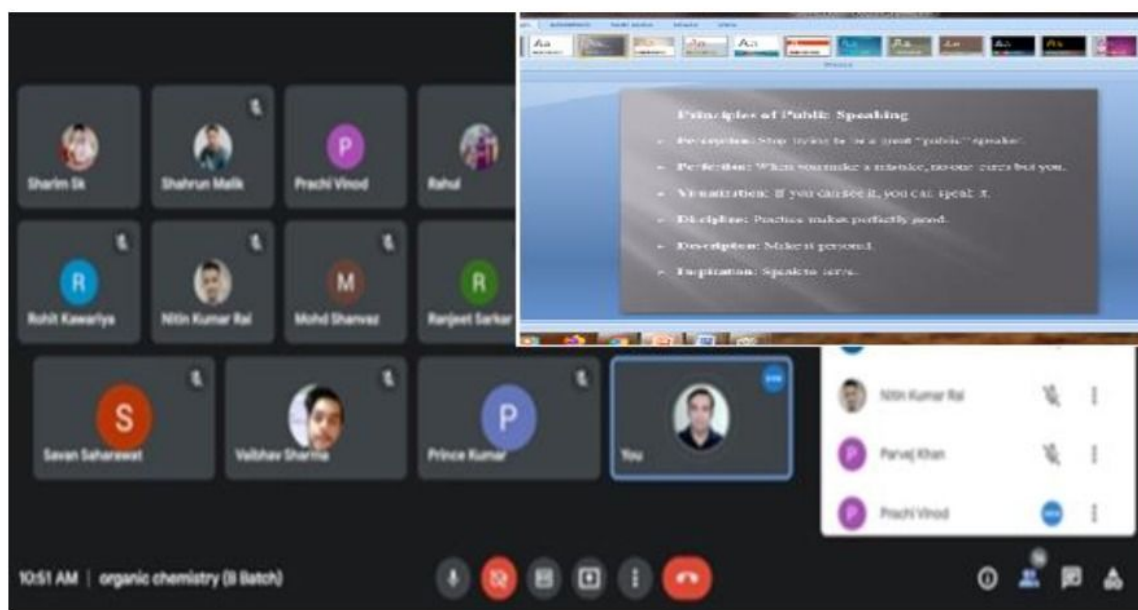 Principles of Public Speaking
Perception: Stop trying to be a great "public" speaker.
Perfection: When you make a mistake, no one cares but you.
Visualization: If you can see it, you can speak it.
Discipline: Practice makes perfectly good.
Description: Make it personal.
Inspiration: Speak to serve.
Sharim Sk
Shahrun Malik
P
Prachi Vinod
Rahul
R
Rohit Kawariya
Nitin Kumar Rai
M
Mohd Shanvaz
R
Ranjeet Sarkar
S
Savan Saharawat
Vaibhav Sharma
P
Prince Kumar
You
Nitin Kumar Rai
P
Parvej Khan
P
Prachi Vinod
10:51 AM | organic chemistry (B Batch)